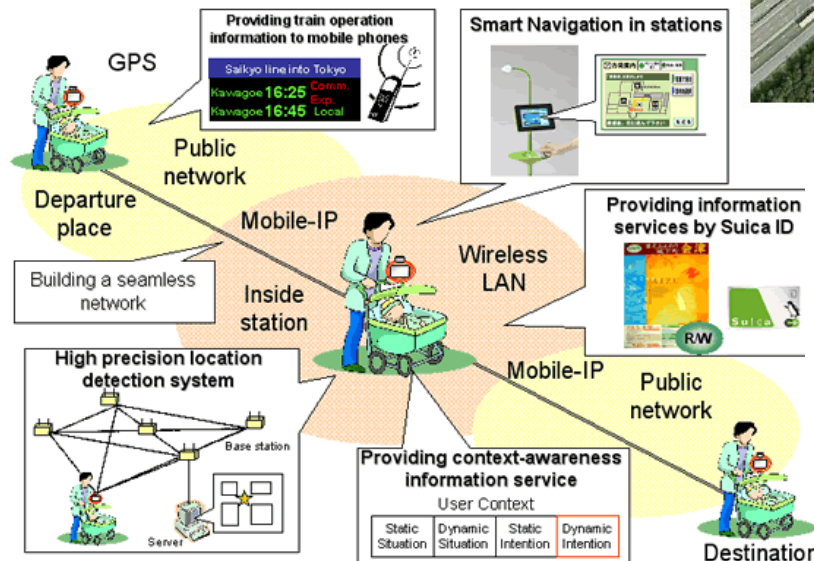 Providing train operation
information to mobile phones
GPS
Saikyo line into Tokyo
Kawagoe 16:25 Comm.
Exp.
Kawagoe 16:45 Local
Smart Navigation in stations
Public
network
Departure
place
Mobile-IP
Building a seamless
network
Inside
station
Wireless
LAN
Providing information
services by Suica ID
R/W
Suica
High precision location
detection system
Base station
Server
Mobile-IP
Public
network
Providing context-awareness
information service
User Context
Static
Situation
Dynamic
Situation
Static
Intention
Dynamic
Intention
Destination